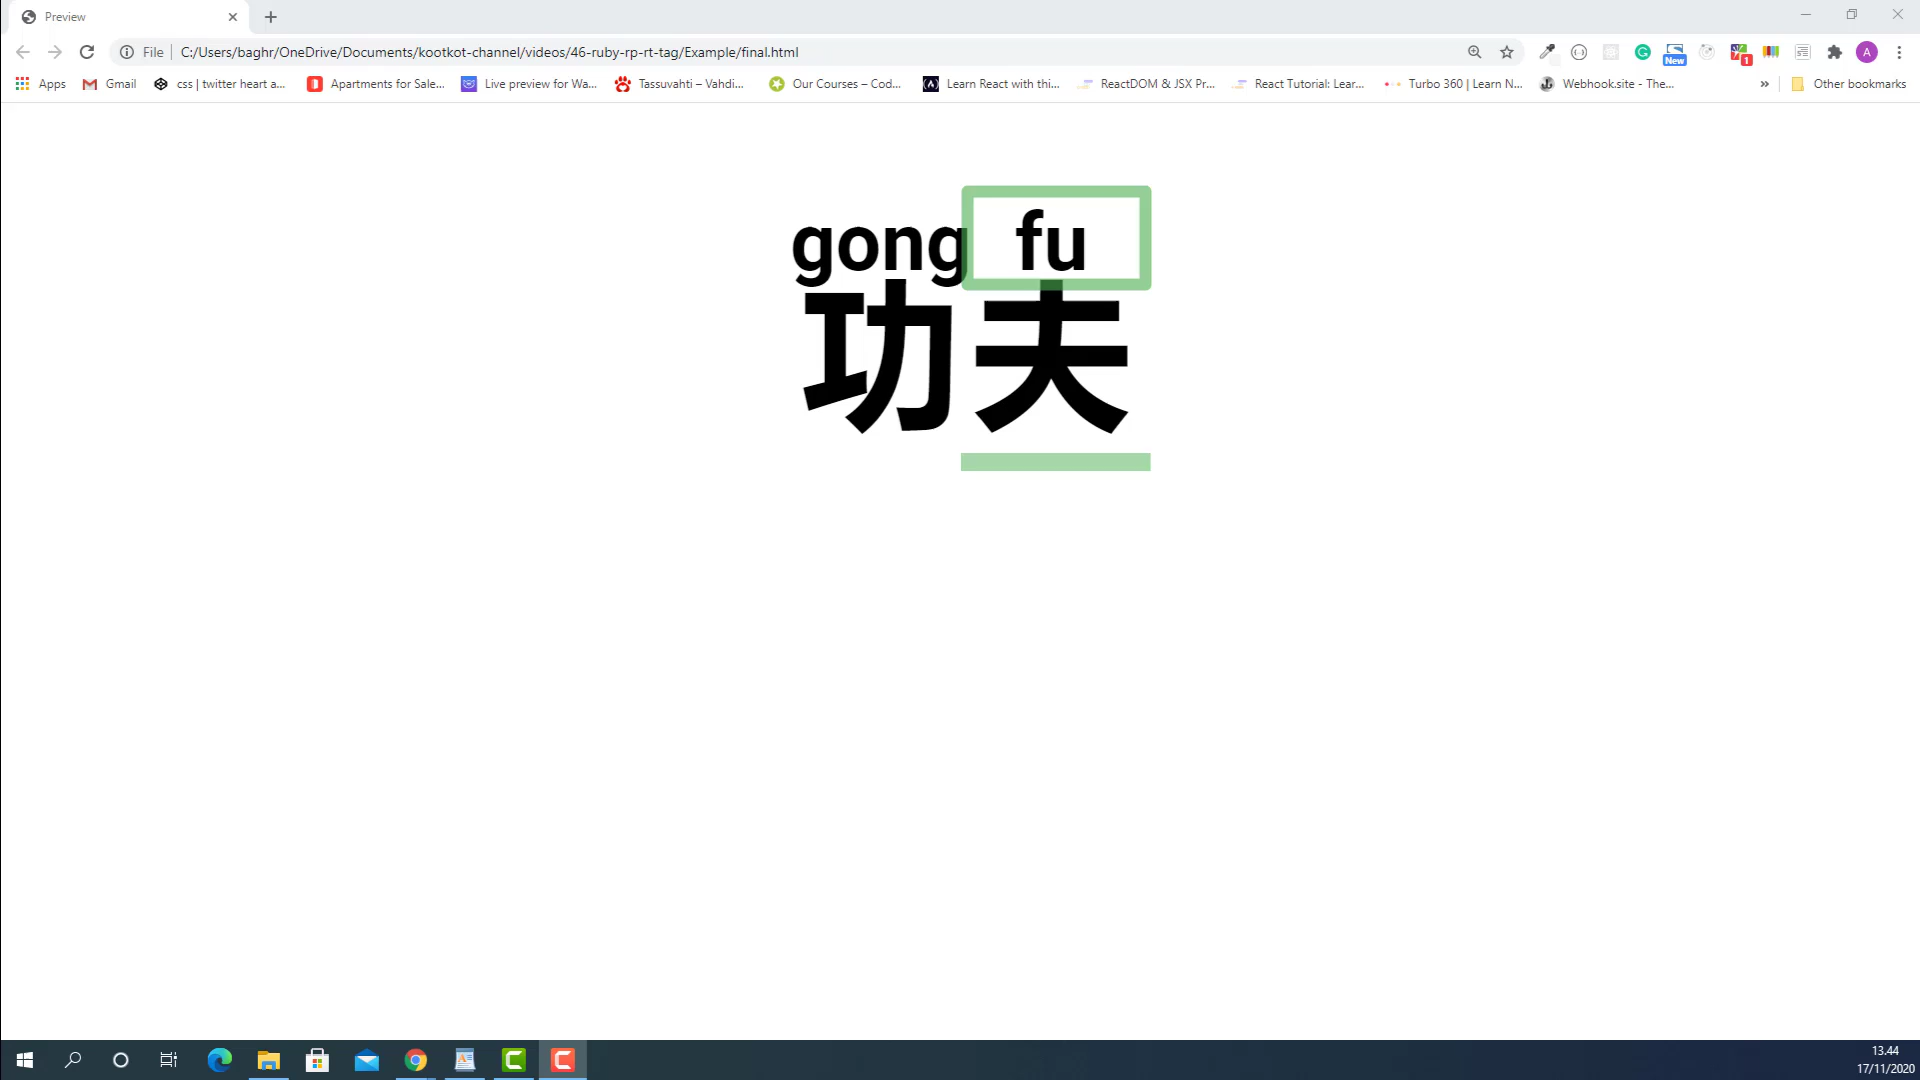 Preview
File
C:/Users/baghr/OneDrive/Documents/kootkot-channel/videos/46-ruby-rp-rt-tag/Example/final.html
New
1
A
Apps
Gmail
css | twitter heart a...
Apartments for Sale...
Live preview for Wa...
Tassuvahti – Vahdi...
Our Courses – Cod...
Learn React with thi...
ReactDOM & JSX Pr...
React Tutorial: Lear...
Turbo 360 | Learn N...
Webhook.site - The...
»
Other bookmarks
gong fu
功夫
13.44
17/11/2020